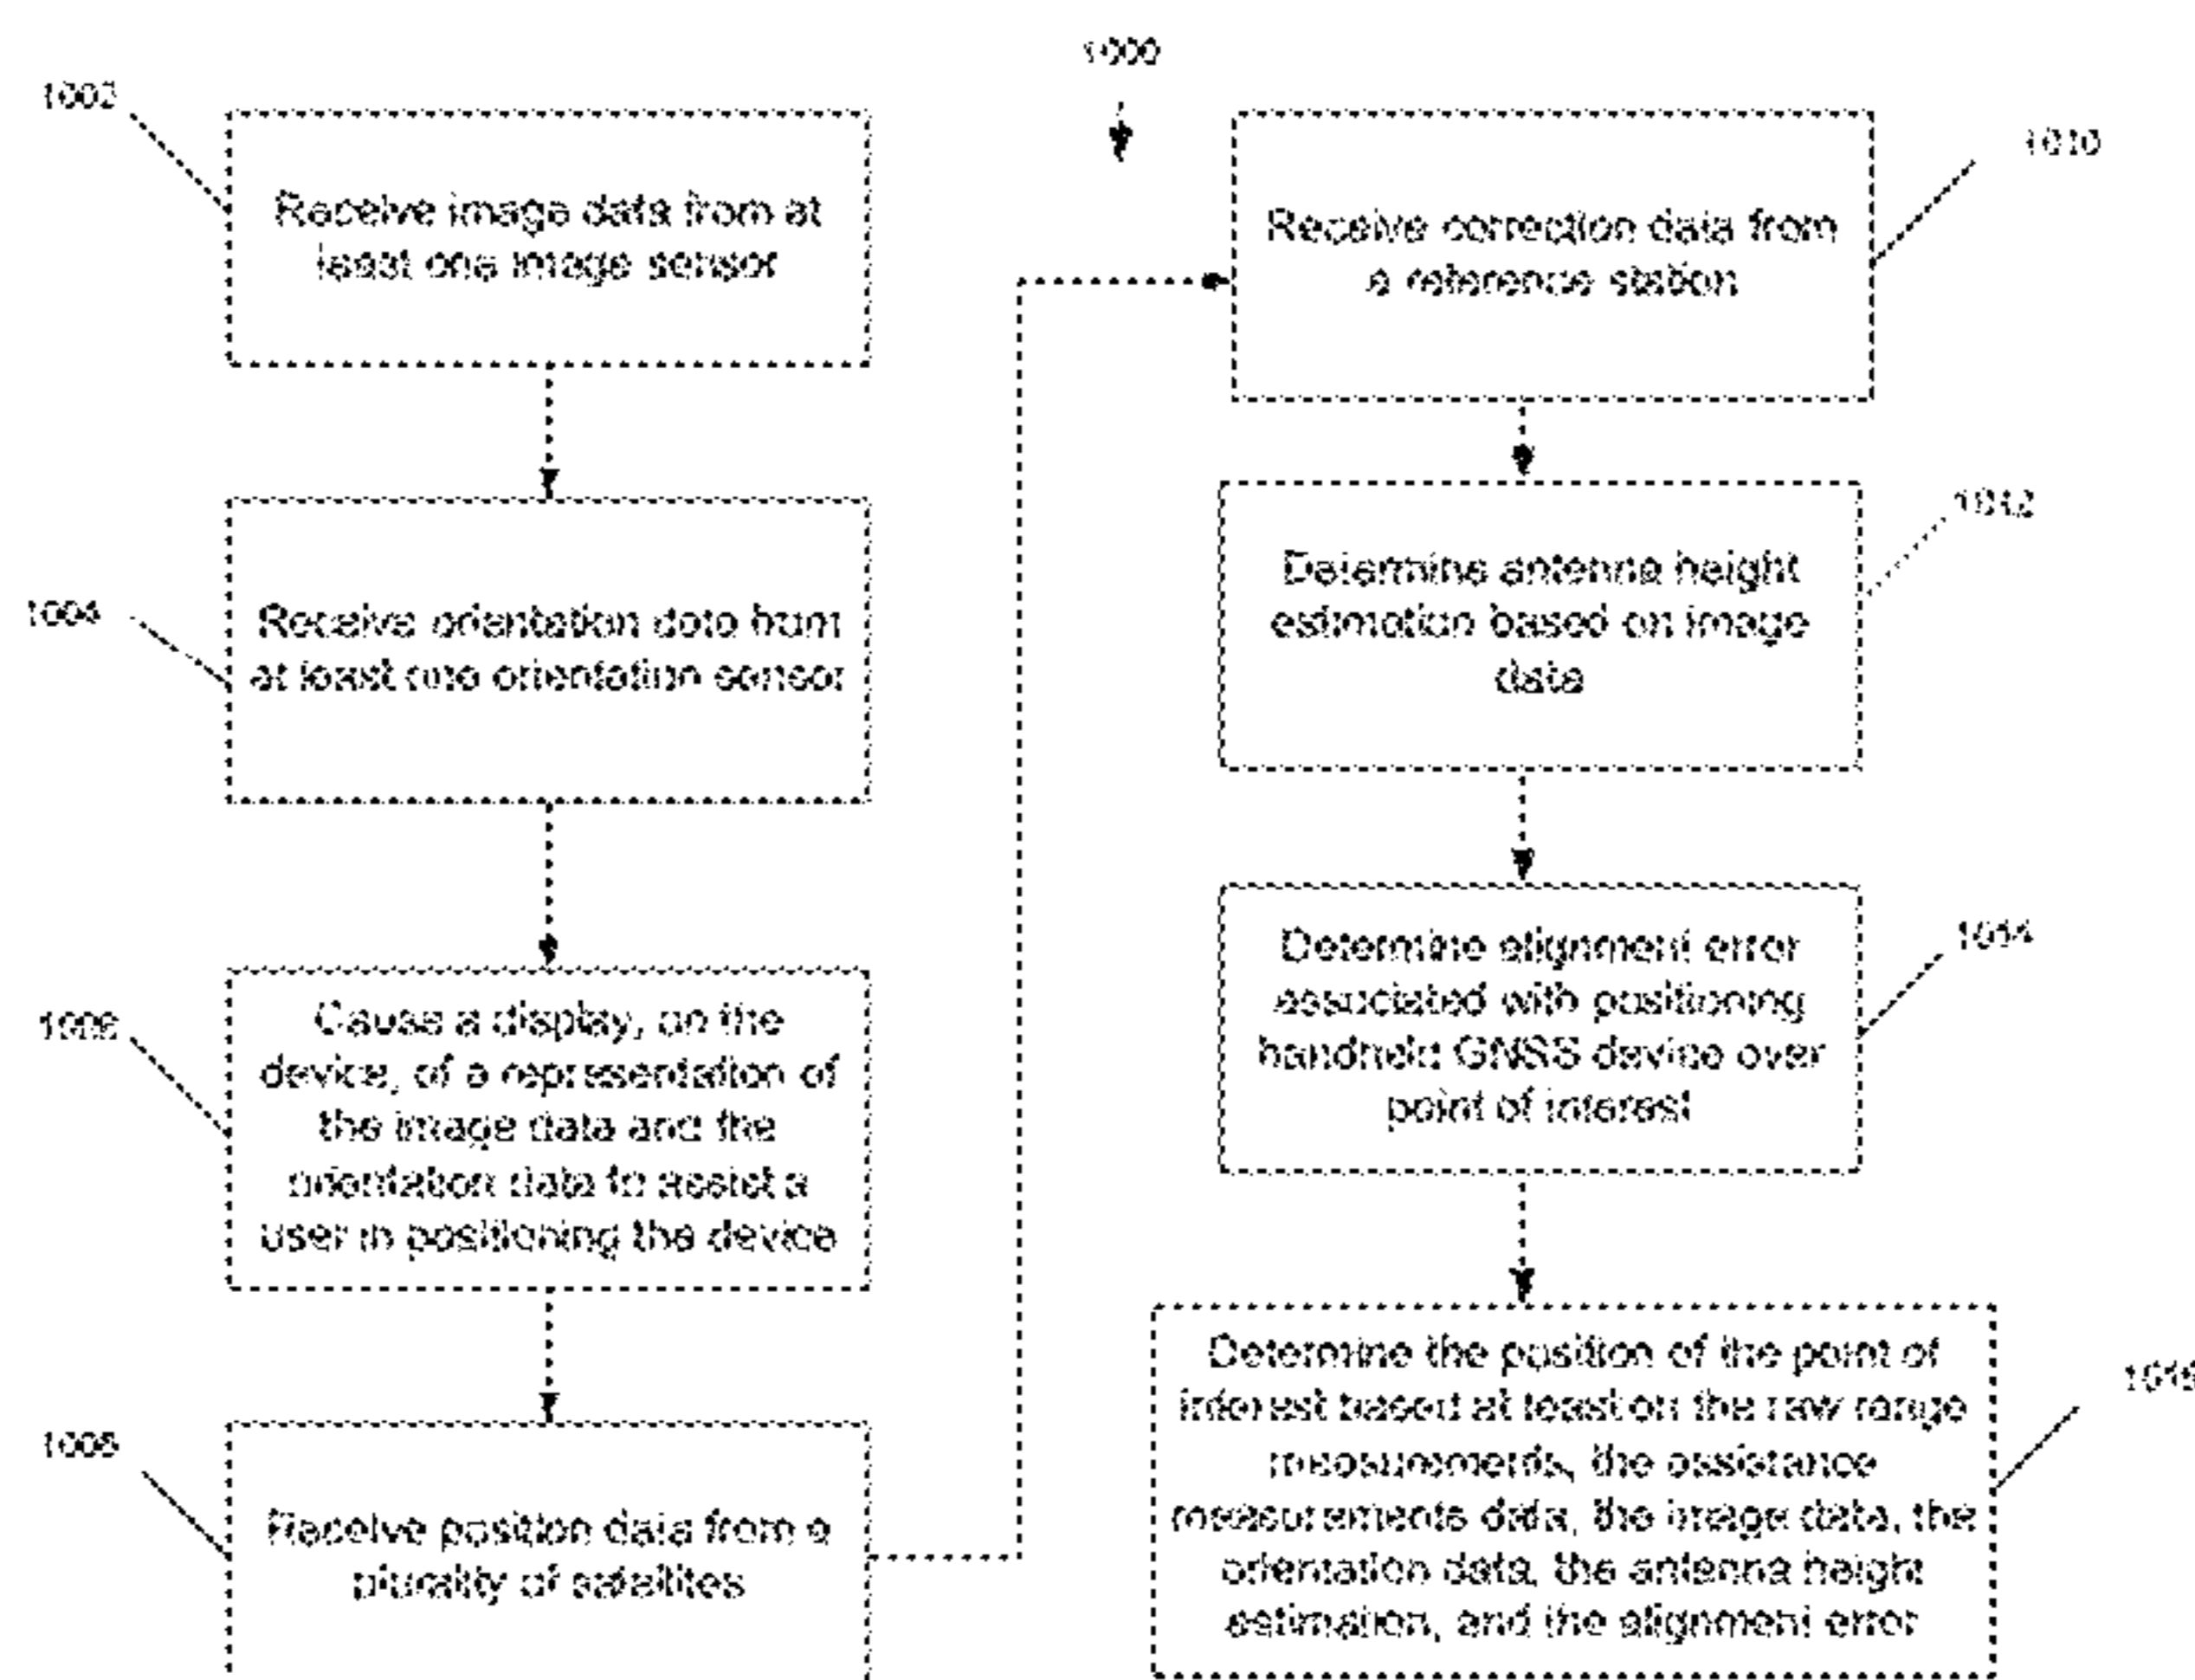 1000
1002
Receive image data from at
least one image sensor
1004
Receive orientation data from
at least one orientation sensor
1006
Cause a display, on the
device, of a representation of
the image data and the
orientation data to assist a
user in positioning the device
1008
Receive position data from a
plurality of satellites
1010
Receive correction data from
a reference station
1012
Determine antenna height
estimation based on image
data
1014
Determine alignment error
associated with positioning
handheld GNSS device over
point of interest
1016
Determine the position of the point of
interest based at least on the raw range
measurements, the assistance
measurements data, the image data, the
orientation data, the antenna height
estimation, and the alignment error